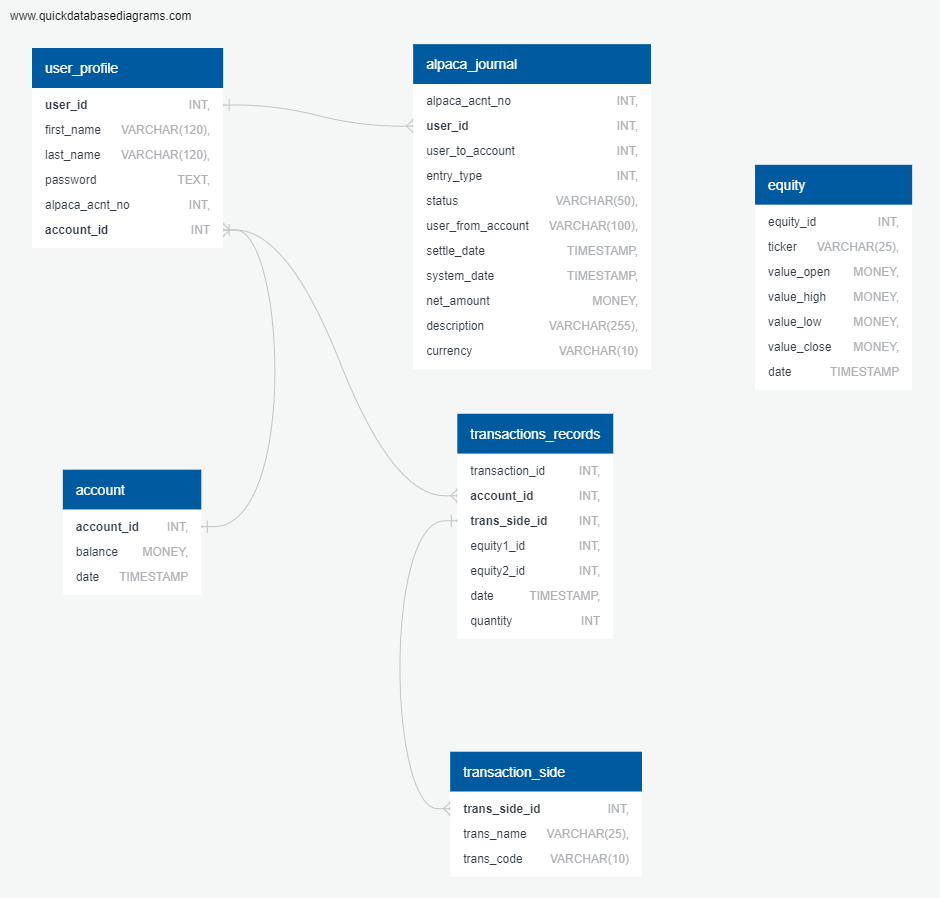 www.quickdatabasediagrams.com
user_profile
user_id INT,
first_name VARCHAR(120),
last_name VARCHAR(120),
password TEXT,
alpaca_acnt_no INT,
account_id INT
alpaca_journal
alpaca_acnt_no INT,
user_id INT,
user_to_account INT,
entry_type INT,
status VARCHAR(50),
user_from_account VARCHAR(100),
settle_date TIMESTAMP,
system_date TIMESTAMP,
net_amount MONEY,
description VARCHAR(255),
currency VARCHAR(10)
equity
equity_id INT,
ticker VARCHAR(25),
value_open MONEY,
value_high MONEY,
value_low MONEY,
value_close MONEY,
date TIMESTAMP
account
account_id INT,
balance MONEY,
date TIMESTAMP
transactions_records
transaction_id INT,
account_id INT,
trans_side_id INT,
equity1_id INT,
equity2_id INT,
date TIMESTAMP,
quantity INT
transaction_side
trans_side_id INT,
trans_name VARCHAR(25),
trans_code VARCHAR(10)